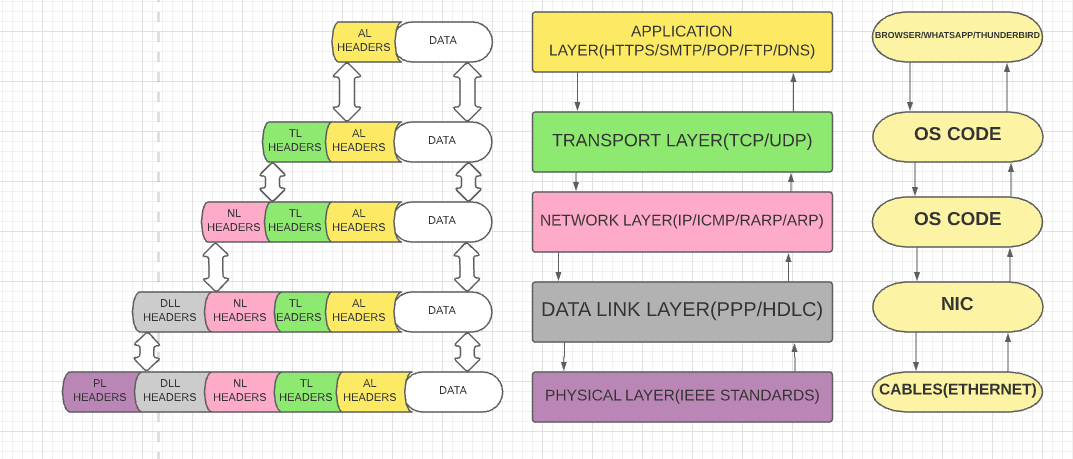 AL
HEADERS
DATA
APPLICATION
LAYER(HTTPS/SMTP/POP/FTP/DNS)
BROWSER/WHATSAPP/THUNDERBIRD
TL
HEADERS
AL
HEADERS
DATA
TRANSPORT LAYER(TCP/UDP)
OS CODE
NL
HEADERS
TL
HEADERS
AL
HEADERS
DATA
NETWORK LAYER(IP/ICMP/RARP/ARP)
OS CODE
DLL
HEADERS
NL
HEADERS
TL
EADERS
AL
HEADERS
DATA
DATA LINK LAYER(PPP/HDLC)
NIC
PL
HEADERS
DLL
HEADERS
NL
HEADERS
TL
HEADERS
AL
HEADERS
DATA
PHYSICAL LAYER(IEEE STANDARDS)
CABLES(ETHERNET)